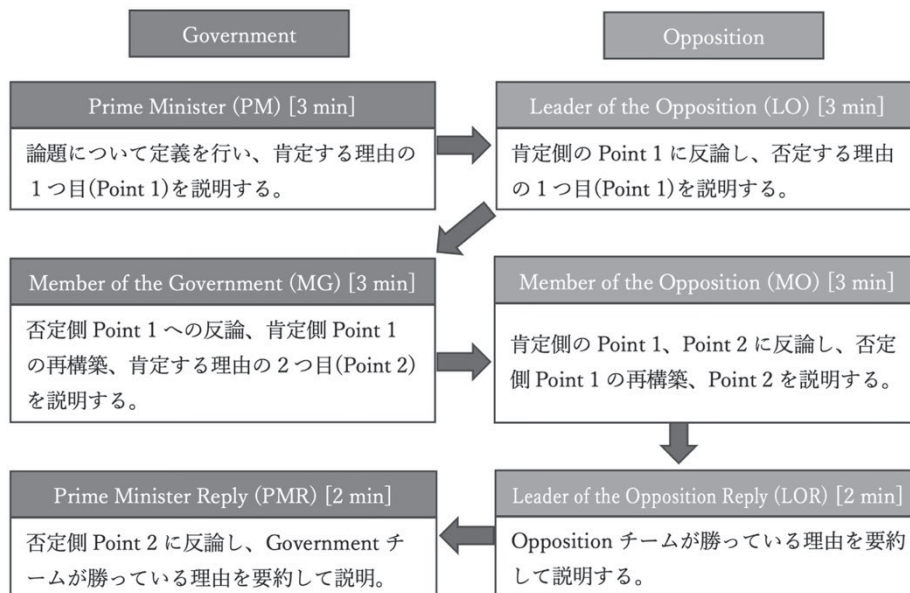 Government
Opposition
Prime Minister (PM) [3 min]
論題について定義を行い、肯定する理由の
1つ目(Point 1)を説明する。
Leader of the Opposition (LO) [3 min]
肯定側の Point 1 に反論し、否定する理由
の1つ目(Point 1)を説明する。
Member of the Government (MG) [3 min]
否定側 Point 1 への反論、肯定側 Point 1
の再構築、肯定する理由の2つ目(Point 2)
を説明する。
Member of the Opposition (MO) [3 min]
肯定側の Point 1、Point 2 に反論し、否定
側 Point 1 の再構築、Point 2 を説明する。
Prime Minister Reply (PMR) [2 min]
否定側 Point 2 に反論し、Government チ
ームが勝っている理由を要約して説明。
Leader of the Opposition Reply (LOR) [2 min]
Opposition チームが勝っている理由を要約
して説明する。